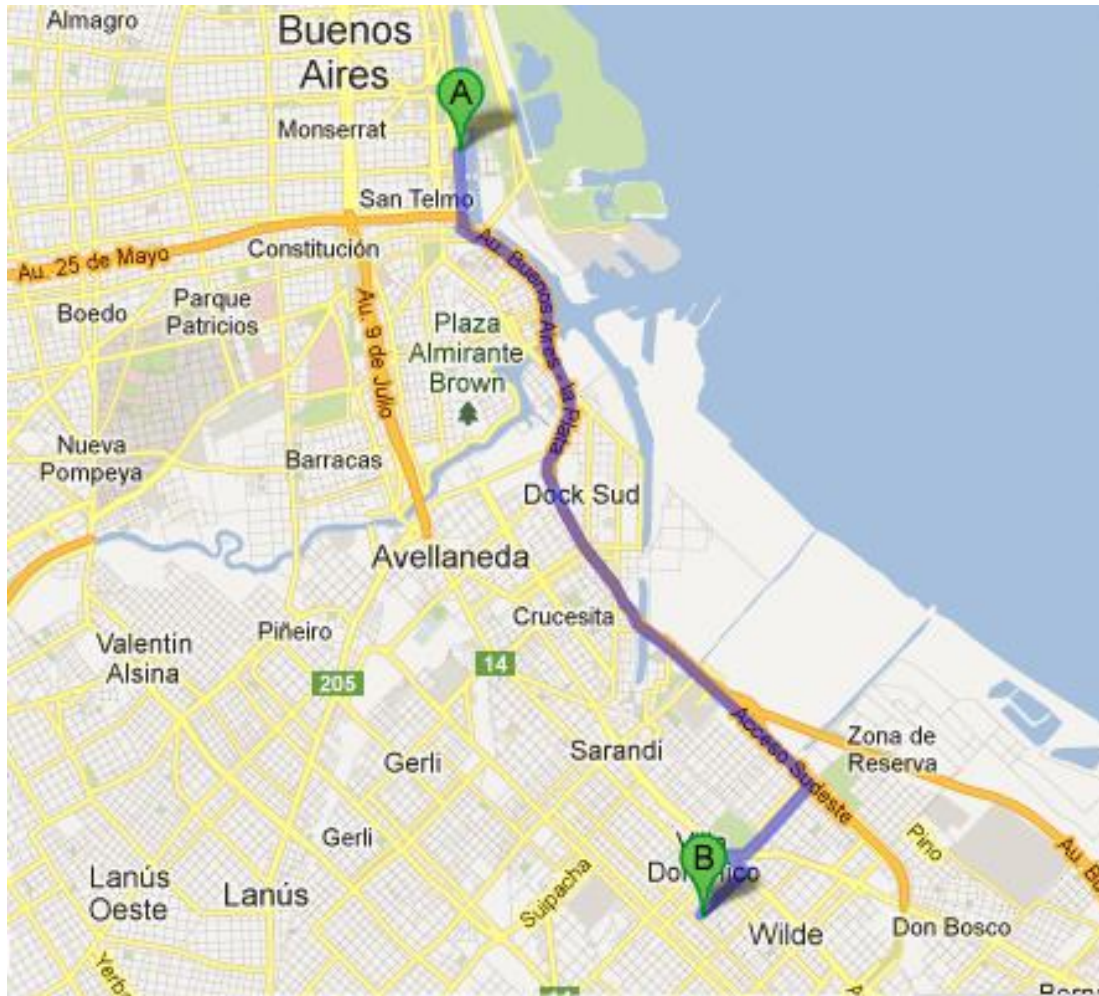 Almagro
Buenos
Aires
A
Monserrat
San Telmo
Au. 25 de Mayo
Constitución
Au. Buenos Aires - la Plata
Boedo
Parque
Patricios
Au. 9 de Julio
Plaza
Almirante
Brown
Nueva
Pompeya
Barracas
Dock Sud
Avellaneda
Crucesita
Piñeiro
Valentin
Alsina
14
205
Acceso Sudeste
Zona de
Reserva
Sarandi
Gerli
Gerli
Pino
B
Lanús
Oeste
Lanús
Suipacha
Wilde
Don Bosco